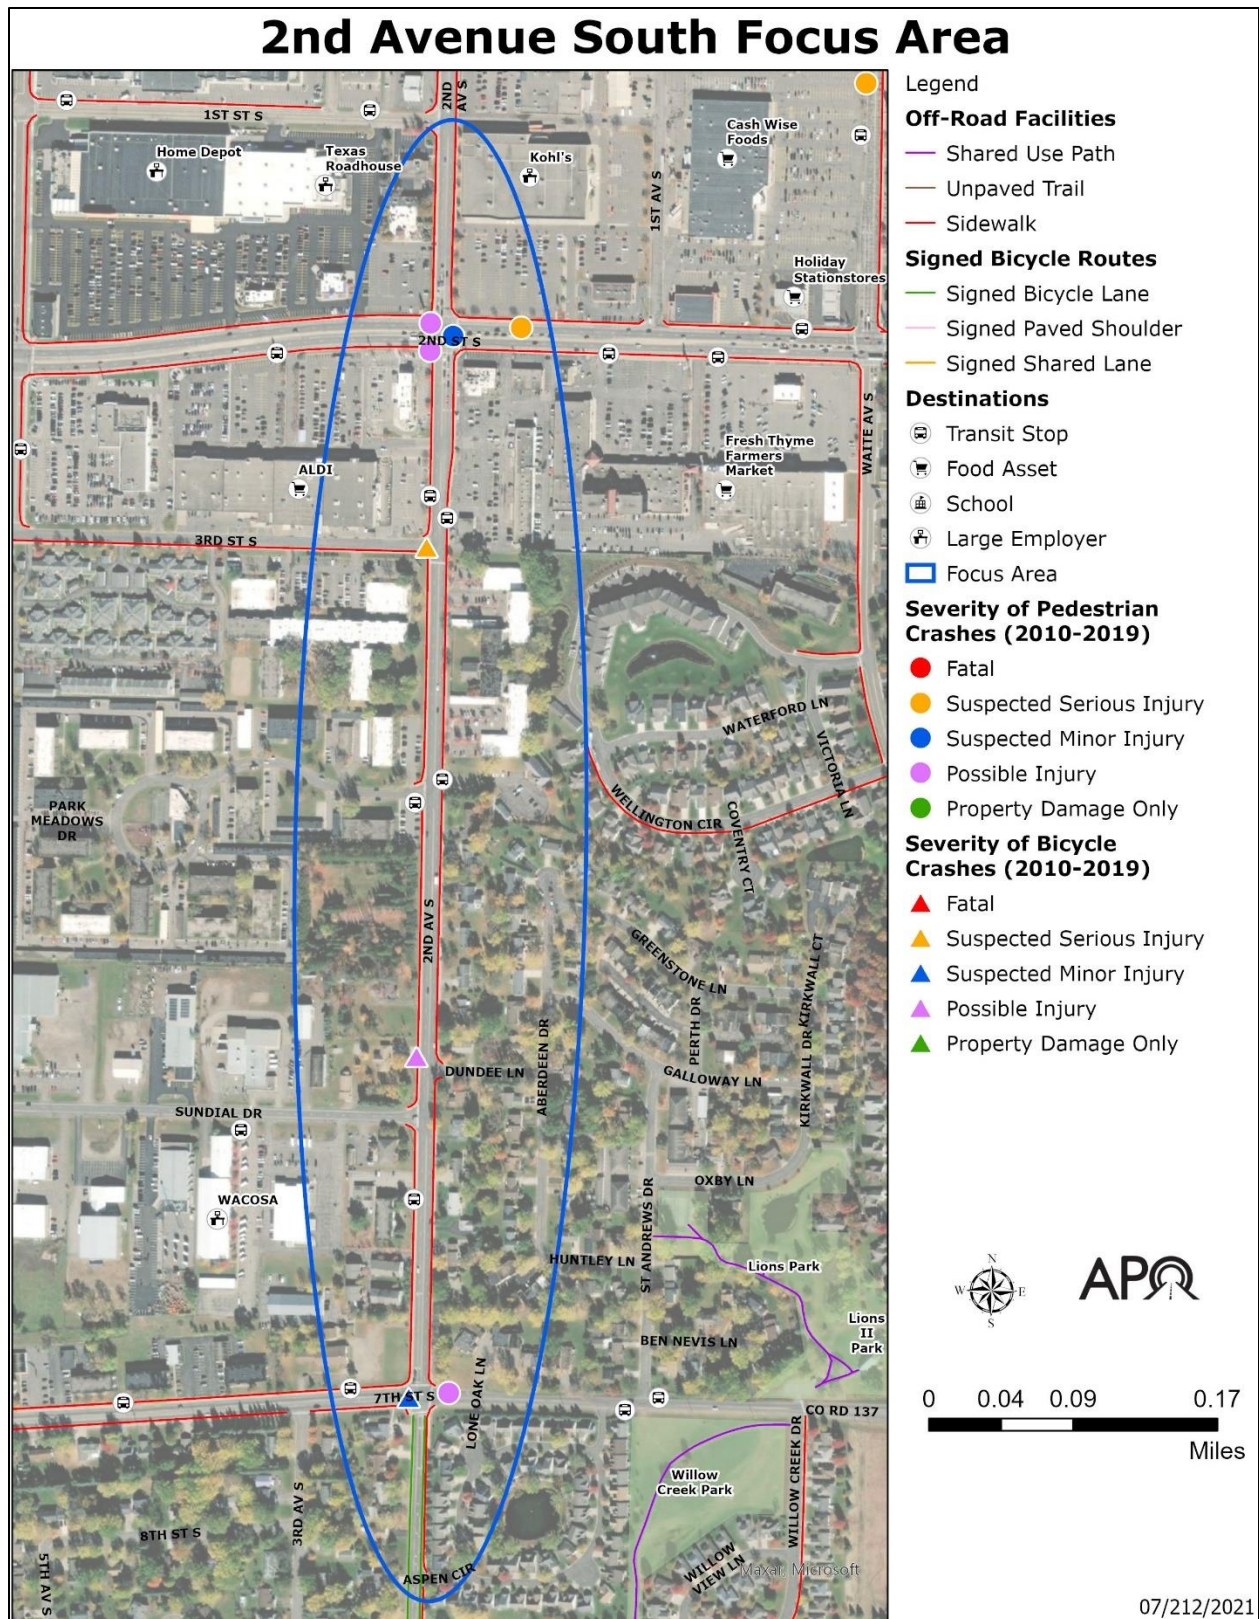 2nd Avenue South Focus Area
Legend
Off-Road Facilities
Shared Use Path
Unpaved Trail
Sidewalk
Signed Bicycle Routes
Signed Bicycle Lane
Signed Paved Shoulder
Signed Shared Lane
Destinations
Transit Stop
Food Asset
School
Large Employer
Focus Area
Severity of Pedestrian
Crashes (2010-2019)
Fatal
Suspected Serious Injury
Suspected Minor Injury
Possible Injury
Property Damage Only
Severity of Bicycle
Crashes (2010-2019)
Fatal
Suspected Serious Injury
Suspected Minor Injury
Possible Injury
Property Damage Only
N
W
E
S
APO
0
0.04
0.09
0.17
Miles
07/212/2021
2ND
AV S
1ST ST S
Home Depot
Texas
Roadhouse
Kohl's
Cash Wise
Foods
1ST AV S
Holiday
Stationstores
2ND ST S
WAITE AV S
ALDI
Fresh Thyme
Farmers
Market
3RD ST S
WATERFORD LN
VICTORIA LN
WELLINGTON CIR
COVENTRY CT
PARK
MEADOWS
DR
2ND AV S
GREENSTONE LN
KIRKWALL CT
PERTH DR
KIRKWALL DR
ABERDEEN DR
DUNDEE LN
GALLOWAY LN
SUNDIAL DR
OXBY LN
WACOSA
ST ANDREWS DR
HUNTLEY LN
Lions Park
Lions
II
Park
BEN NEVIS LN
LONE OAK LN
7TH ST S
CO RD 137
WILLOW CREEK DR
Willow
Creek Park
3RD AV S
8TH ST S
5TH AV S
ASPEN CIR
WILLOW
VIEW LN
Maxar, Microsoft